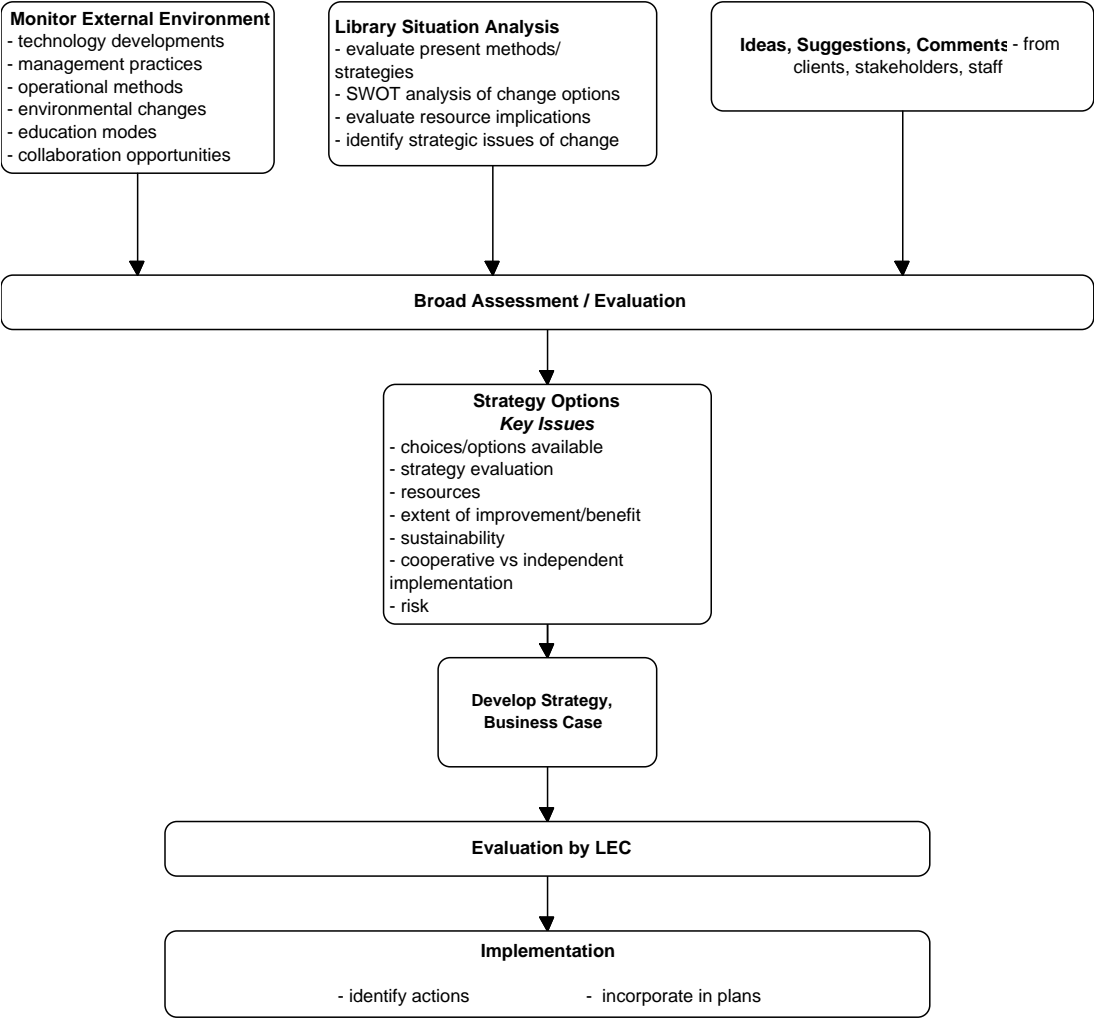 Monitor External Environment
- technology developments
- management practices
- operational methods
- environmental changes
- education modes
- collaboration opportunities
Library Situation Analysis
- evaluate present methods/
strategies
- SWOT analysis of change options
- evaluate resource implications
- identify strategic issues of change
Ideas, Suggestions, Comments - from
clients, stakeholders, staff
Broad Assessment / Evaluation
Strategy Options
Key Issues
- choices/options available
- strategy evaluation
- resources
- extent of improvement/benefit
- sustainability
- cooperative vs independent
implementation
- risk
Develop Strategy,
Business Case
Evaluation by LEC
Implementation
- identify actions
- incorporate in plans